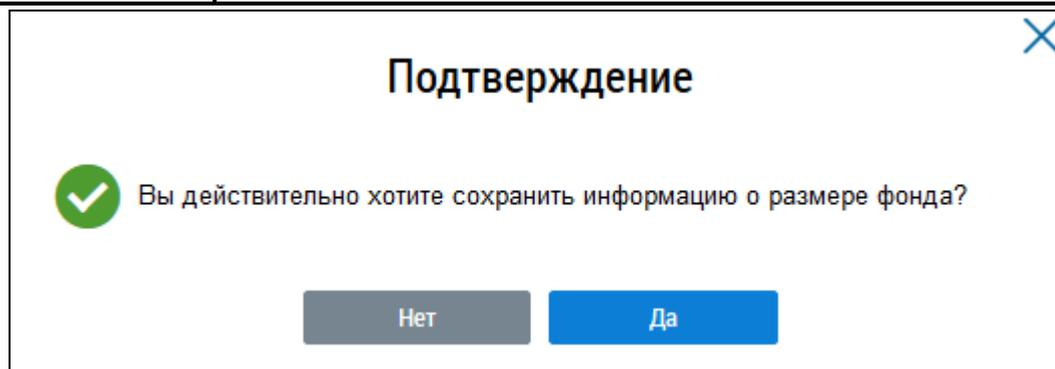 Подтверждение
Вы действительно хотите сохранить информацию о размере фонда?
Нет
Да